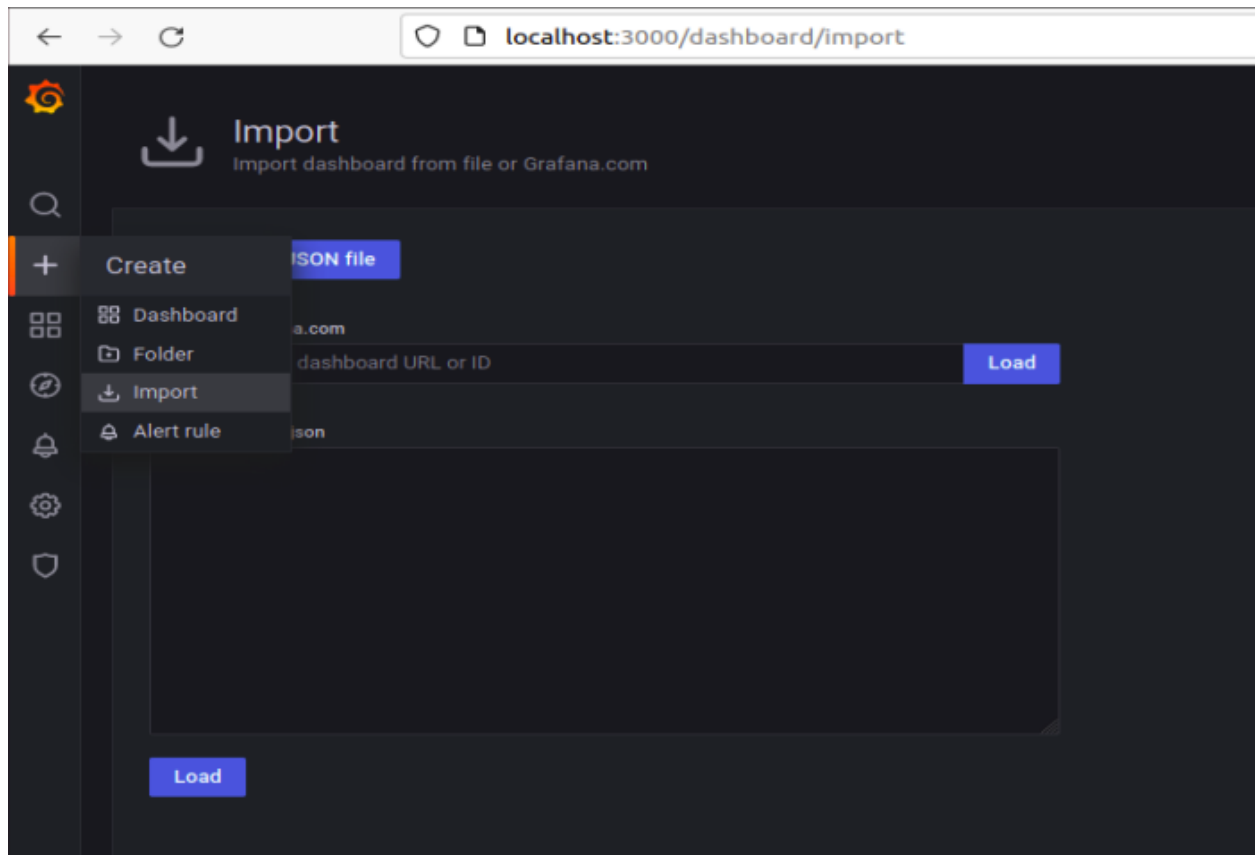 localhost:3000/dashboard/import
Import
Import dashboard from file or Grafana.com
Create
JSON file
Dashboard
a.com
Folder
dashboard URL or ID
Load
Import
Alert rule
json
Load